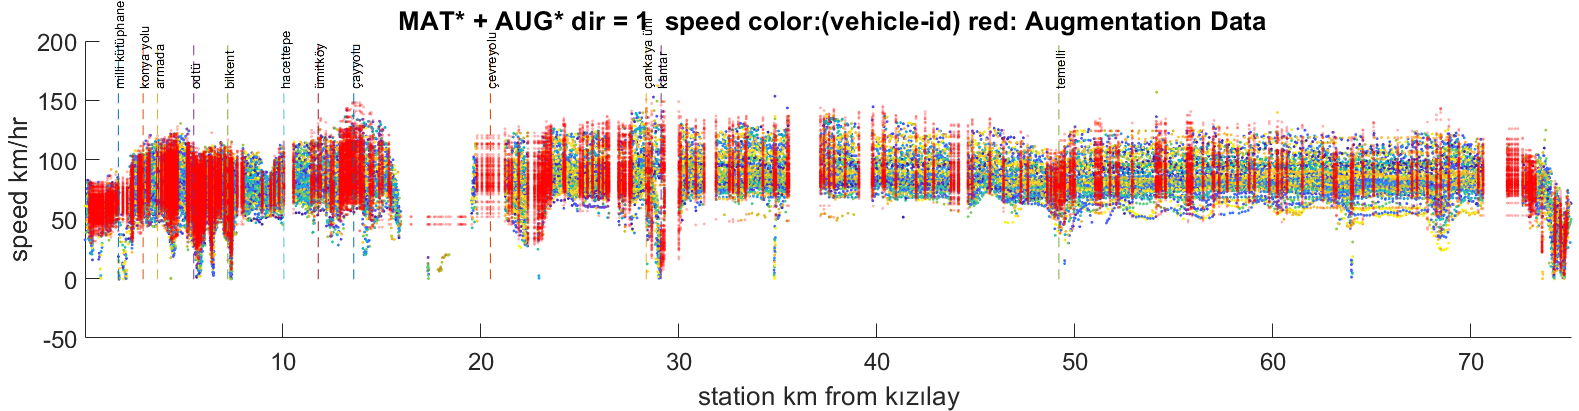 MAT* + AUG* dir = 1  speed color:(vehicle-id) red: Augmentation Data
milli kütüphane
konya yolu
armada
odtü
bilkent
hacettepe
ümitköy
çayyolu
çevreyolu
çankaya üni
kantar
temelli
200
150
100
50
0
-50
speed km/hr
10
20
30
40
50
60
70
station km from kızılay